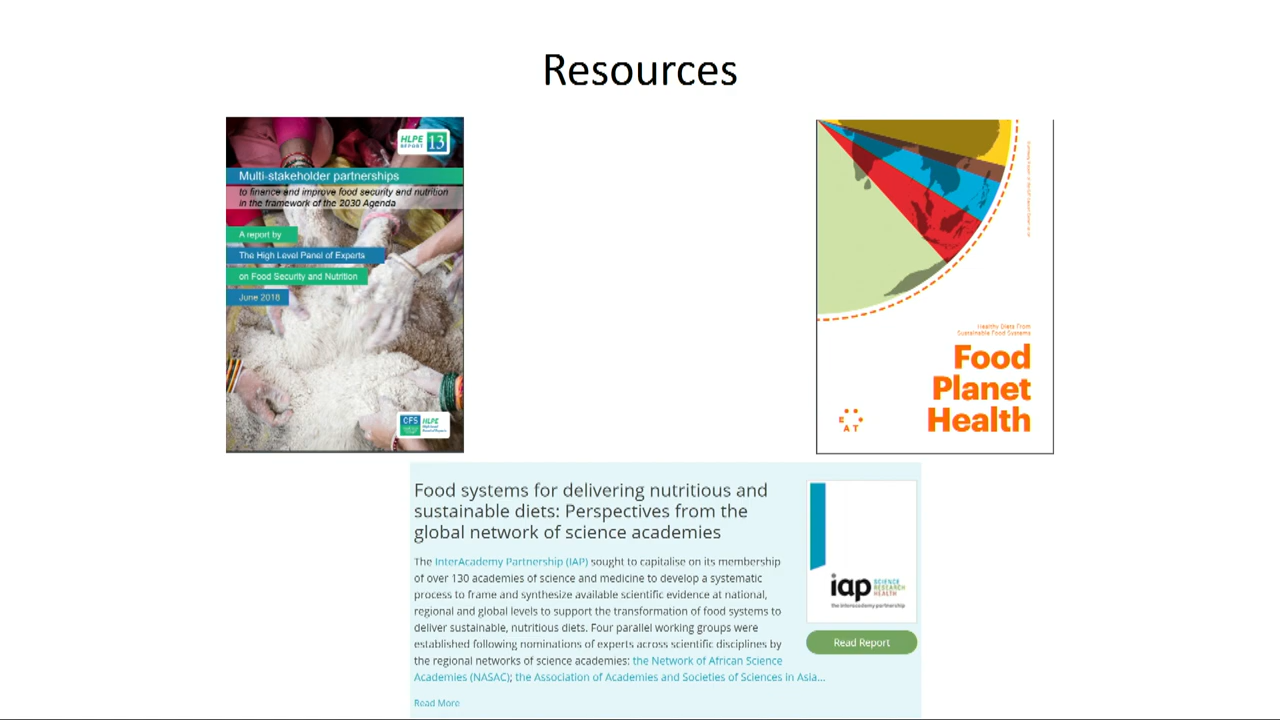 Resources
HLPE
REPORT 13
Multi-stakeholder partnerships
to finance and improve food security and nutrition
in the framework of the 2030 Agenda
A report by
The High Level Panel of Experts
on Food Security and Nutrition
June 2018
CFS
HLPE
Healthy Diets From
Sustainable Food Systems
Food
Planet
Health
E
A T
Food systems for delivering nutritious and
sustainable diets: Perspectives from the
global network of science academies
The InterAcademy Partnership (IAP) sought to capitalise on its membership
of over 130 academies of science and medicine to develop a systematic
process to frame and synthesize available scientific evidence at national,
regional and global levels to support the transformation of food systems to
deliver sustainable, nutritious diets. Four parallel working groups were
established following nominations of experts across scientific disciplines by
the regional networks of science academies: the Network of African Science
Academies (NASAC); the Association of Academies and Societies of Sciences in Asia...
Read More
iap SCIENCE
RESEARCH
HEALTH
the interacademy partnership
Read Report